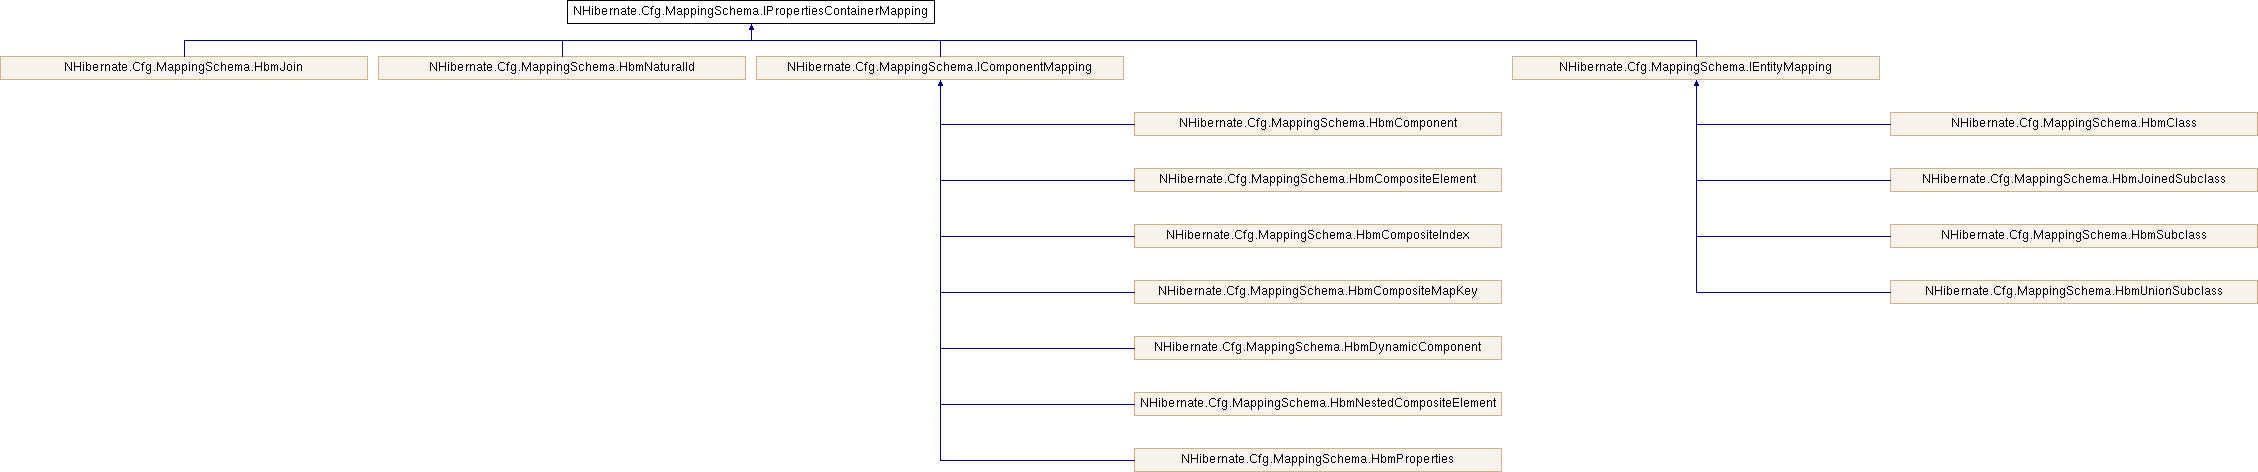 NHibernate.Cfg.MappingSchema.IPropertiesContainerMapping
NHibernate.Cfg.MappingSchema.HbmJoin
NHibernate.Cfg.MappingSchema.HbmNaturalId
NHibernate.Cfg.MappingSchema.IComponentMapping
NHibernate.Cfg.MappingSchema.IEntityMapping
NHibernate.Cfg.MappingSchema.HbmComponent
NHibernate.Cfg.MappingSchema.HbmClass
NHibernate.Cfg.MappingSchema.HbmCompositeElement
NHibernate.Cfg.MappingSchema.HbmJoinedSubclass
NHibernate.Cfg.MappingSchema.HbmCompositeIndex
NHibernate.Cfg.MappingSchema.HbmSubclass
NHibernate.Cfg.MappingSchema.HbmCompositeMapKey
NHibernate.Cfg.MappingSchema.HbmUnionSubclass
NHibernate.Cfg.MappingSchema.HbmDynamicComponent
NHibernate.Cfg.MappingSchema.HbmNestedCompositeElement
NHibernate.Cfg.MappingSchema.HbmProperties